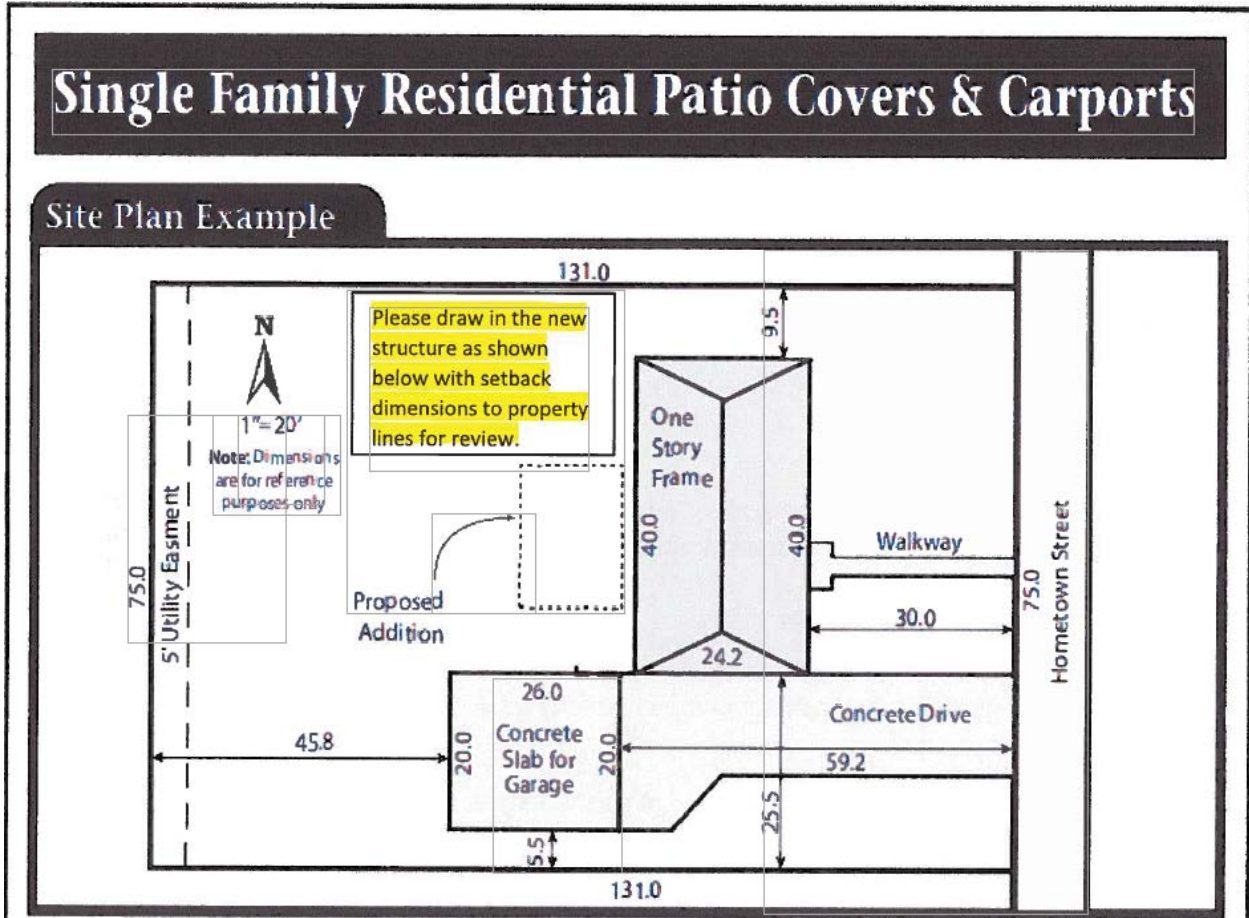 Single Family Residential Patio Covers & Carports
Site Plan Example
131.0
N
1"= 20'
Note: Dimensions
are for reference
purposes only
Please draw in the new
structure as shown
below with setback
dimensions to property
lines for review.
9.5
One
Story
Frame
40.0
40.0
Walkway
30.0
75.0
Hometown Street
75.0
5' Utility Easment
Proposed
Addition
24.2
26.0
Concrete
Slab for
Garage
20.0
20.0
45.8
Concrete Drive
59.2
25.5
5.5
131.0